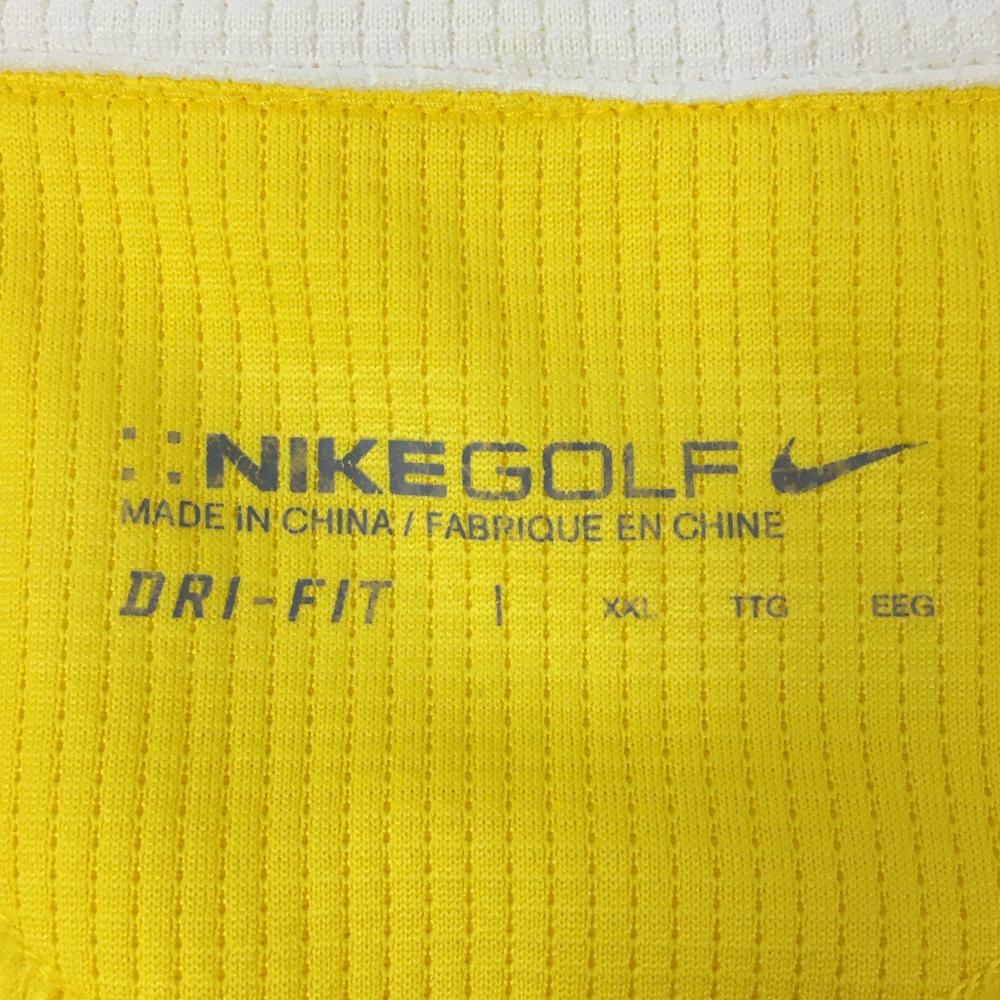 NIKEGOLF
MADE IN CHINA / FABRIQUE EN CHINE
DRI-FIT | XXL TTG EEG